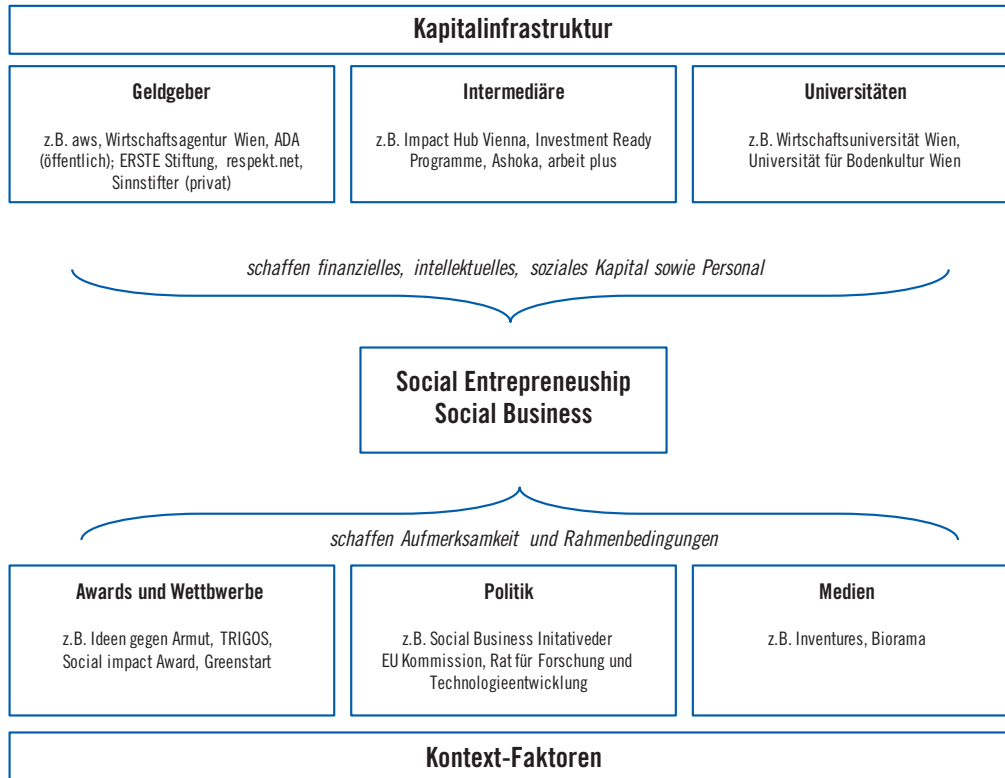 Kapitalinfrastruktur
Geldgeber
z.B. aws, Wirtschaftsagentur Wien, ADA
(öffentlich); ERSTE Stiftung, respekt.net,
Sinnstifter (privat)
Intermediäre
z.B. Impact Hub Vienna, Investment Ready
Programme, Ashoka, arbeit plus
Universitäten
z.B. Wirtschaftsuniversität Wien,
Universität für Bodenkultur Wien
schaffen finanzielles, intellektuelles, soziales Kapital sowie Personal
Social Entrepreneuship
Social Business
schaffen Aufmerksamkeit und Rahmenbedingungen
Awards und Wettbwerbe
z.B. Ideen gegen Armut, TRIGOS,
Social impact Award, Greenstart
Politik
z.B. Social Business Initativeder
EU Kommission, Rat für Forschung und
Technologieentwicklung
Medien
z.B. Inventures, Biorama
Kontext-Faktoren